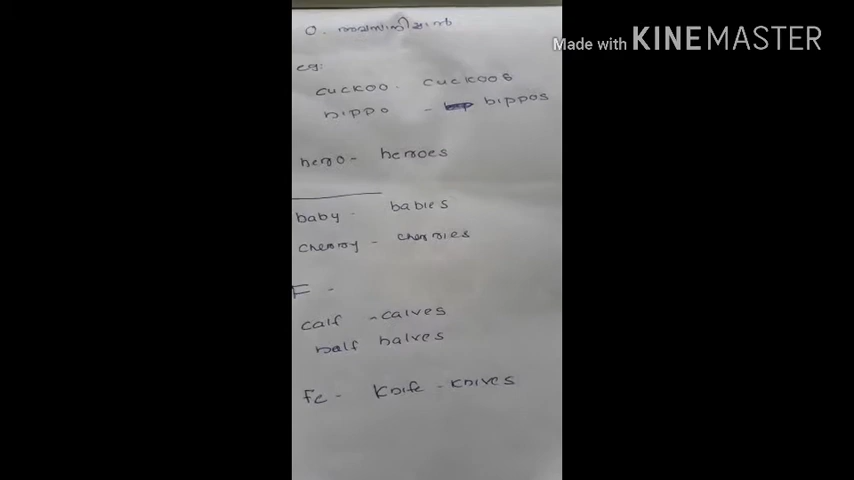 Made with KINEMASTER
O.
eg:
cuckoo - cuckoos
hippo - hippos
hero - heroes
baby - babies
cherry - cherries
F -
calf - calves
half halves
Fe - Knife - knives